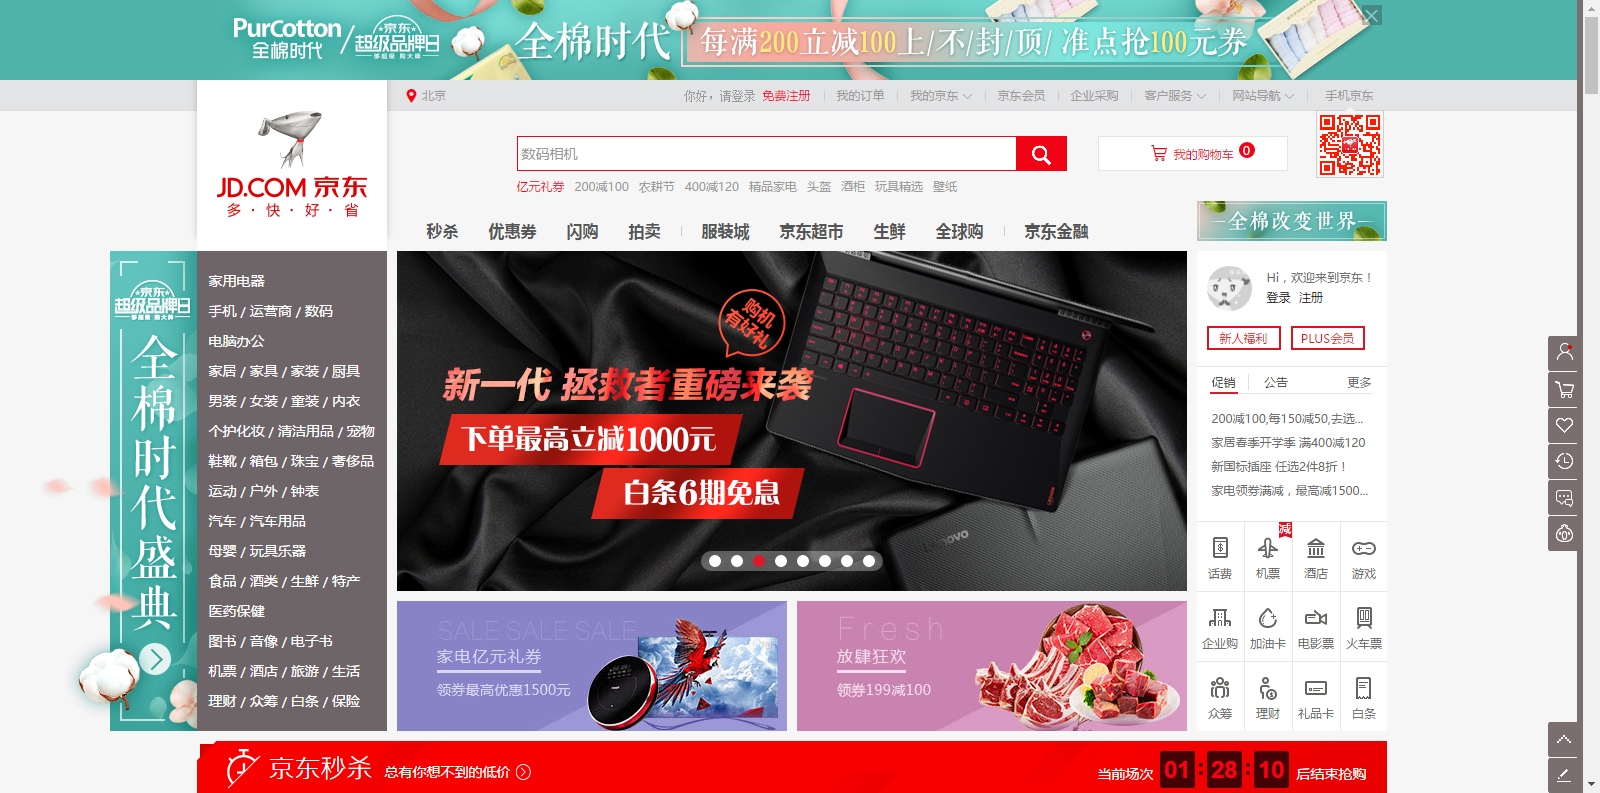 PurCotton
全棉时代
京东
超级品牌日
全棉时代
每满200立减100上/不/封/顶/ 准点抢100元券
北京
你好，请登录 免费注册
我的订单
我的京东
京东会员
企业采购
客户服务
网站导航
手机京东
JD.COM 京东
多·快·好·省
数码相机
我的购物车 0
亿元礼券 200减100 农耕节 400减120 精品家电 头盔 酒柜 玩具精选 壁纸
秒杀 优惠券 闪购 拍卖 服装城 京东超市 生鲜 全球购 京东金融
全棉改变世界
京东
超级品牌日
全棉时代盛典
家用电器
手机 / 运营商 / 数码
电脑办公
家居 / 家具 / 家装 / 厨具
男装 / 女装 / 童装 / 内衣
个护化妆 / 清洁用品 / 宠物
鞋靴 / 箱包 / 珠宝 / 奢侈品
运动 / 户外 / 钟表
汽车 / 汽车用品
母婴 / 玩具乐器
食品 / 酒类 / 生鲜 / 特产
医药保健
图书 / 音像 / 电子书
机票 / 酒店 / 旅游 / 生活
理财 / 众筹 / 白条 / 保险
购机
有好礼
新一代 拯救者重磅来袭
下单最高立减1000元
白条6期免息
lenovo
SALE SALE SALE
家电亿元礼券
领券最高优惠1500元
Fresh
放肆狂欢
领券199减100
Hi，欢迎来到京东！
登录 注册
新人福利
PLUS会员
促销 公告 更多
200减100,每150减50,去选...
家居春季开学季 满400减120
新国标插座 任选2件8折！
家电领券满减，最高减1500...
减
话费 机票 酒店 游戏
企业购 加油卡 电影票 火车票
众筹 理财 礼品卡 白条
京东秒杀 总有你想不到的低价
当前场次 01:28:10 后结束抢购